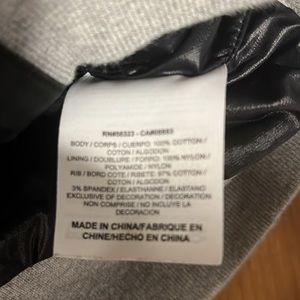 RN#56323 - CA#05553
BODY / CORPS / CUERPO: 100% COTTON /
COTON / ALGODON
LINING / DOUBLURE / FORRO: 100% NYLON /
POLYAMIDE / NYLON
RIB / BORD COTE / RIBETE: 97% COTTON /
COTON / ALGODON
3% SPANDEX / ELASTHANNE / ELASTANO
EXCLUSIVE OF DECORATION / DECORATION
NON COMPRISE / NO INCLUYE LA
DECORACION
MADE IN CHINA/FABRIQUE EN
CHINE/HECHO EN CHINA